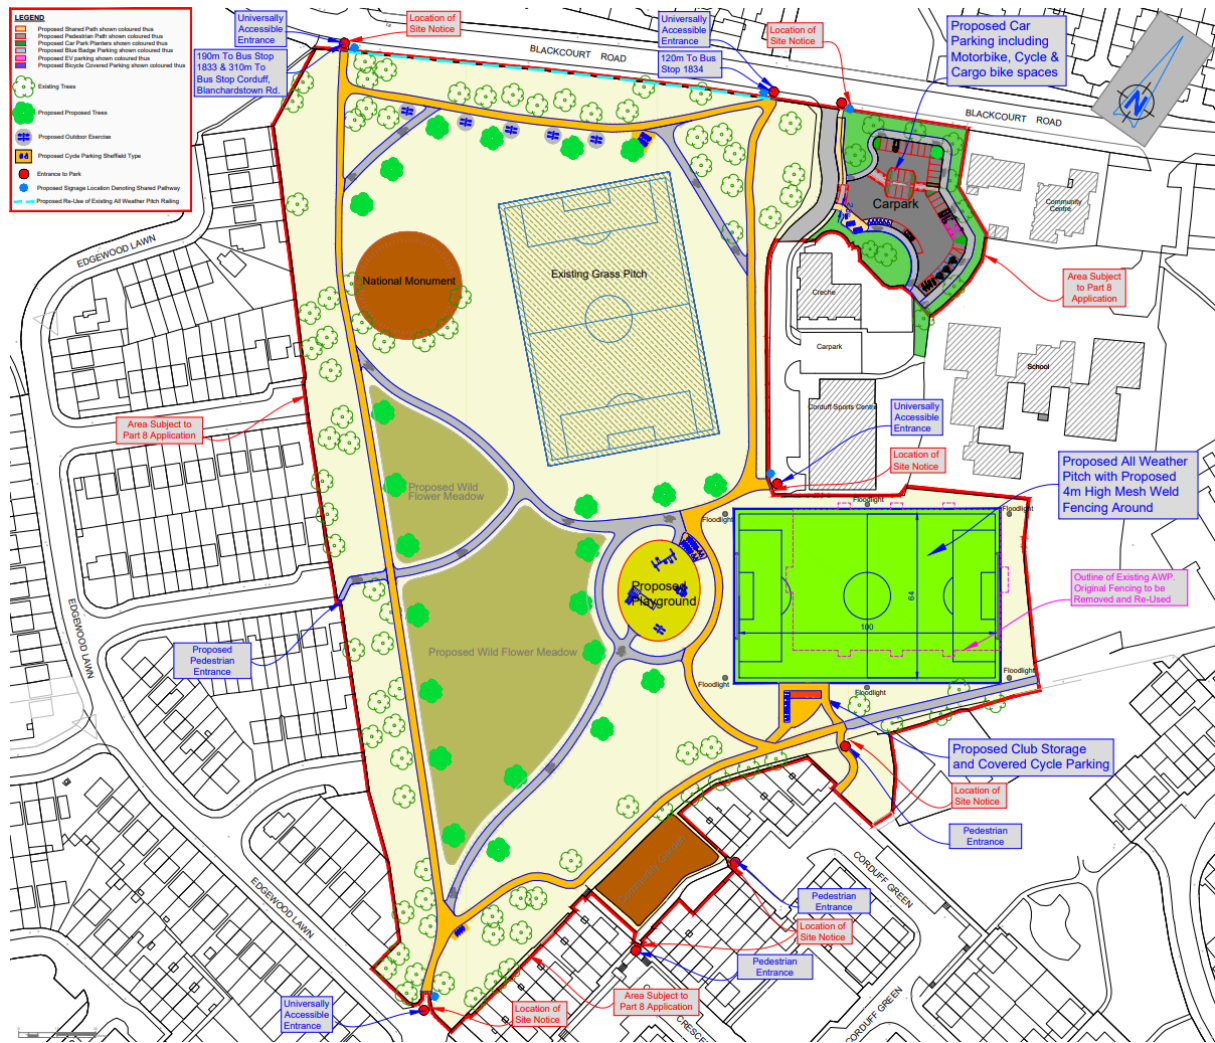 LEGEND
Proposed Shared Path shown coloured thus
Proposed Pedestrian Path shown coloured thus
Proposed Car Park Planters shown coloured thus
Proposed Blue Badge Parking shown coloured thus
Proposed EV parking shown coloured thus
Proposed Bicycle Covered Parking shown coloured thus
Existing Trees
Proposed Proposed Trees
Proposed Outdoor Exercise
Proposed Cycle Parking Sheffield Type
Entrance to Park
Proposed Signage Location Denoting Shared Pathway
Proposed Re-Use of Existing All Weather Pitch Railing
Universally
Accessible
Entrance
Location of
Site Notice
190m To Bus Stop
1833 & 310m To
Bus Stop Corduff,
Blanchardstown Rd.
BLACKCOURT ROAD
Universally
Accessible
Entrance
120m To Bus
Stop 1834
Location of
Site Notice
Proposed Car
Parking including
Motorbike, Cycle &
Cargo bike spaces
N
BLACKCOURT ROAD
Carpark
Community
Centre
EDGEWOOD LAWN
National Monument
Existing Grass Pitch
Creche
Area Subject
to Part 8
Application
Carpark
School
Corduff Sports Centre
Area Subject to
Part 8 Application
Universally
Accessible
Entrance
Location of
Site Notice
Proposed All Weather
Pitch with Proposed
4m High Mesh Weld
Fencing Around
Proposed Wild
Flower Meadow
Floodlight
Floodlight
Floodlight
Outline of Existing AWP.
Original Fencing to be
Removed and Re-Used
Proposed
Playground
64
100
EDGEWOOD LAWN
Proposed
Pedestrian
Entrance
Proposed Wild Flower Meadow
Floodlight
Floodlight
Floodlight
Proposed Club Storage
and Covered Cycle Parking
Location of
Site Notice
Pedestrian
Entrance
Community Garden
CORDUFF GREEN
EDGEWOOD LAWN
Pedestrian
Entrance
Location of
Site Notice
Pedestrian
Entrance
Universally
Accessible
Entrance
Location of
Site Notice
Area Subject to
Part 8 Application
CORDUFF GREEN